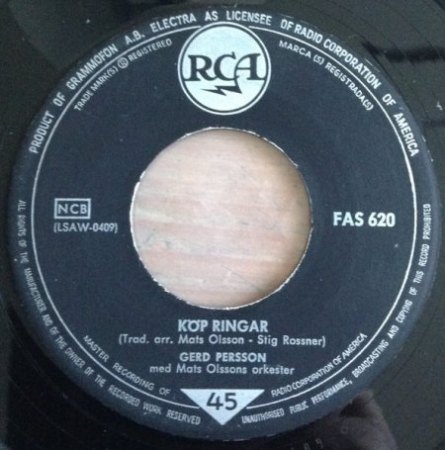 PRODUCT OF GRAMMOFON A.B. ELECTRA AS LICENSEE OF RADIO CORPORATION OF AMERICA
TRADE MARK(S) ® REGISTERED
MARCA(S) REGISTRADA(S)
RCA
NCB
(LSAW-0409)
FAS 620
KÖP RINGAR
(Trad. arr. Mats Olsson - Stig Rossner)
GERD PERSSON
med Mats Olssons orkester
MASTER RECORDING OF
RADIO CORPORATION OF AMERICA
45
ALL RIGHTS OF THE MANUFACTURER AND OF THE OWNER OF THE RECORDED WORK RESERVED
UNAUTHORISED PUBLIC PERFORMANCE, BROADCASTING AND COPYING OF THIS RECORD PROHIBITED